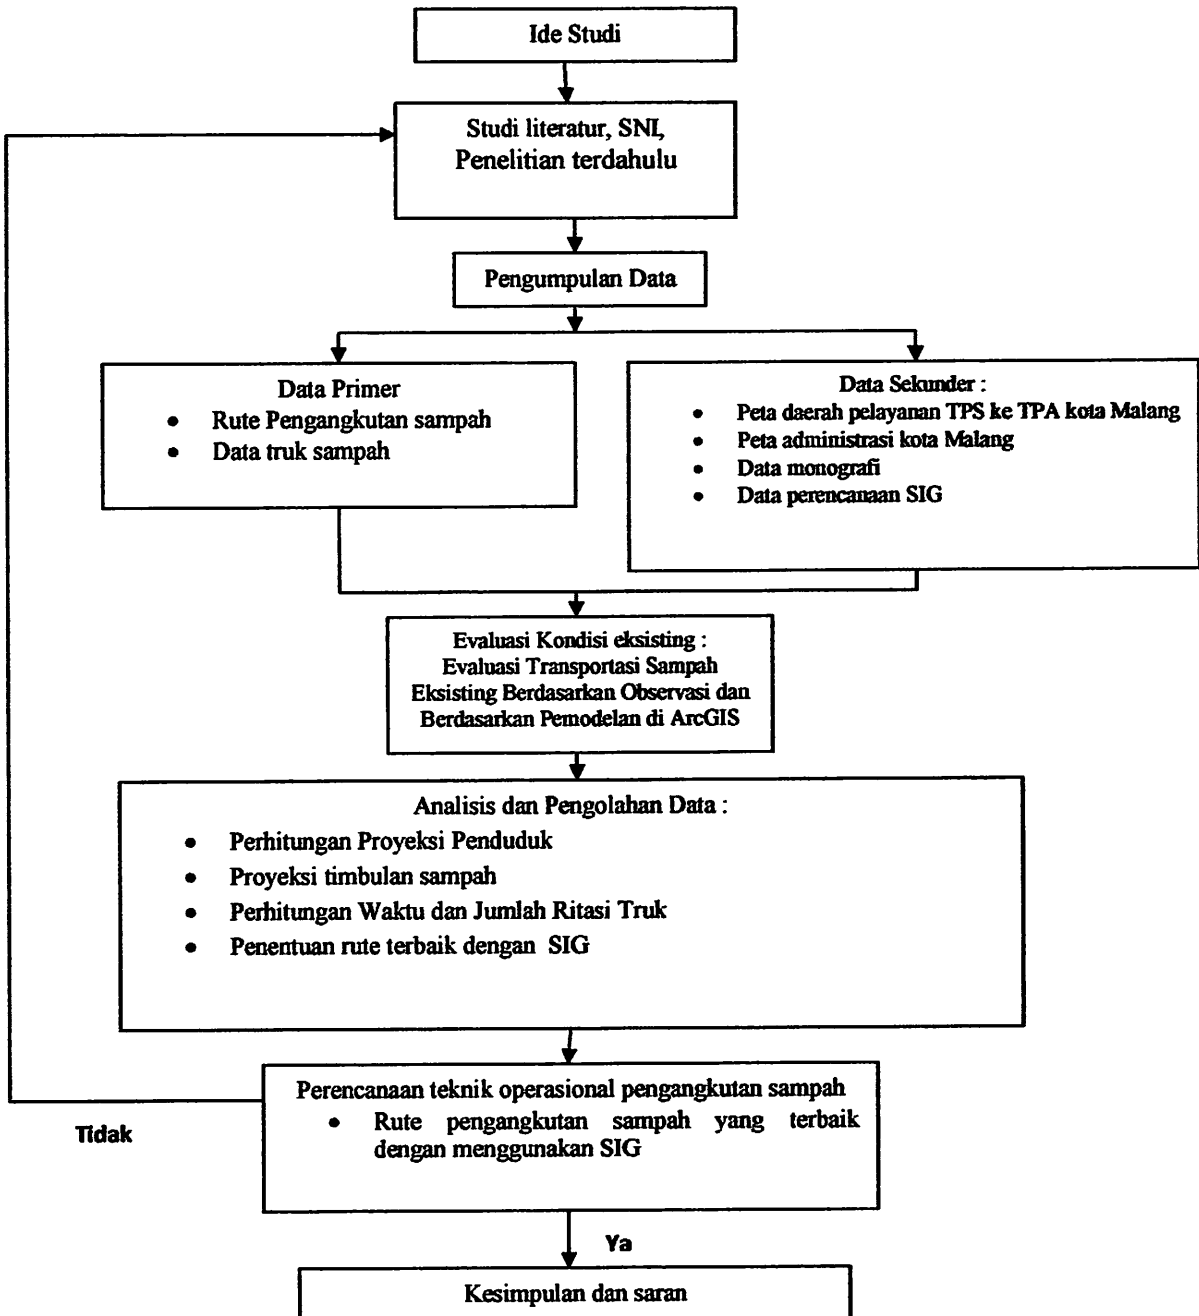 Ide Studi
Studi literatur, SNI,
Penelitian terdahulu
Pengumpulan Data
Data Primer
• Rute Pengangkutan sampah
• Data truk sampah
Data Sekunder :
• Peta daerah pelayanan TPS ke TPA kota Malang
• Peta administrasi kota Malang
• Data monografi
• Data perencanaan SIG
Evaluasi Kondisi eksisting :
Evaluasi Transportasi Sampah
Eksisting Berdasarkan Observasi dan
Berdasarkan Pemodelan di ArcGIS
Analisis dan Pengolahan Data :
• Perhitungan Proyeksi Penduduk
• Proyeksi timbulan sampah
• Perhitungan Waktu dan Jumlah Ritasi Truk
• Penentuan rute terbaik dengan SIG
Perencanaan teknik operasional pengangkutan sampah
• Rute pengangkutan sampah yang terbaik
dengan menggunakan SIG
Tidak
Ya
Kesimpulan dan saran